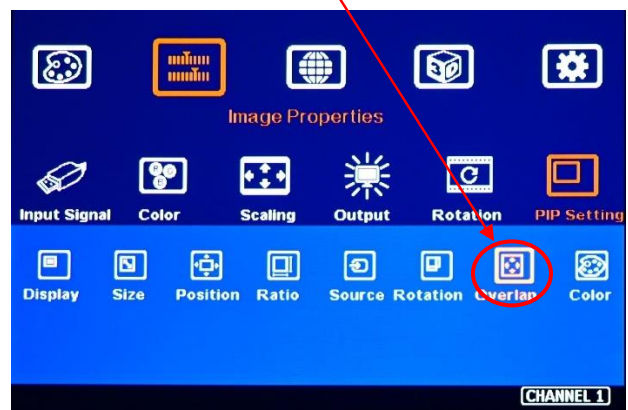 3D
Image Properties
Input Signal Color Scaling Output Rotation PIP Setting
Display Size Position Ratio Source Rotation Overlap Color
CHANNEL 1